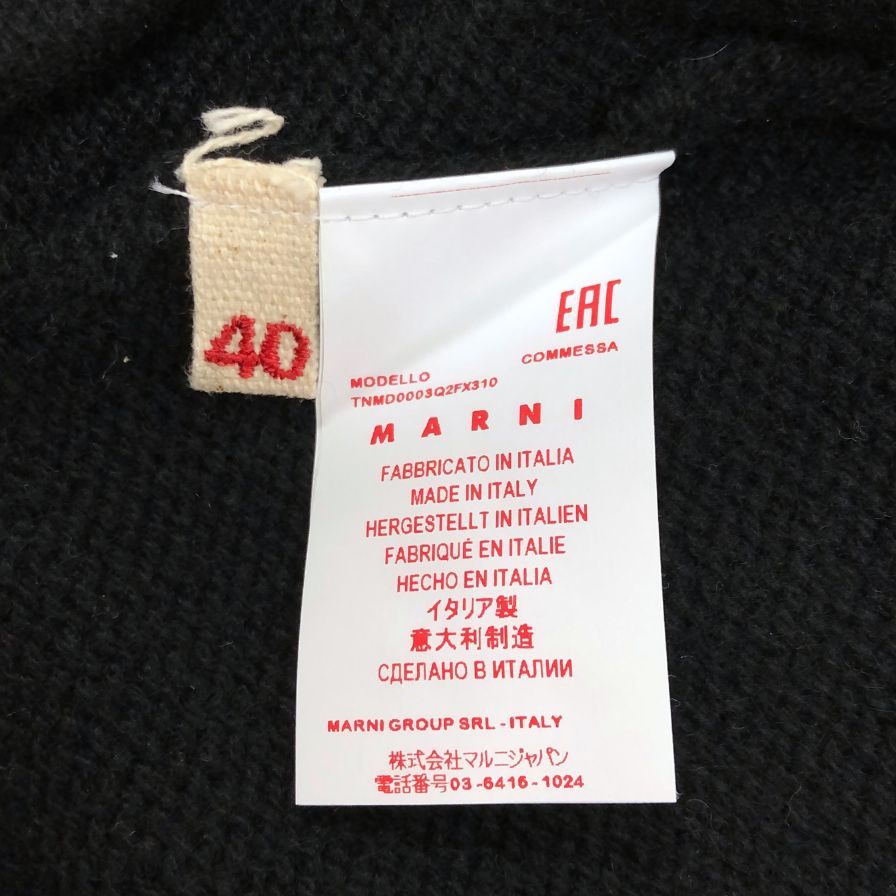 40
EAC
COMMESSA
MODELLO
TNMD0003Q2FX310
MARNI
FABBRICATO IN ITALIA
MADE IN ITALY
HERGESTELLT IN ITALIEN
FABRIQUÉ EN ITALIE
HECHO EN ITALIA
イタリア製
意大利制造
СДЕЛАНО В ИТАЛИИ
MARNI GROUP SRL - ITALY
株式会社マルニジャパン
電話番号03-6416-1024